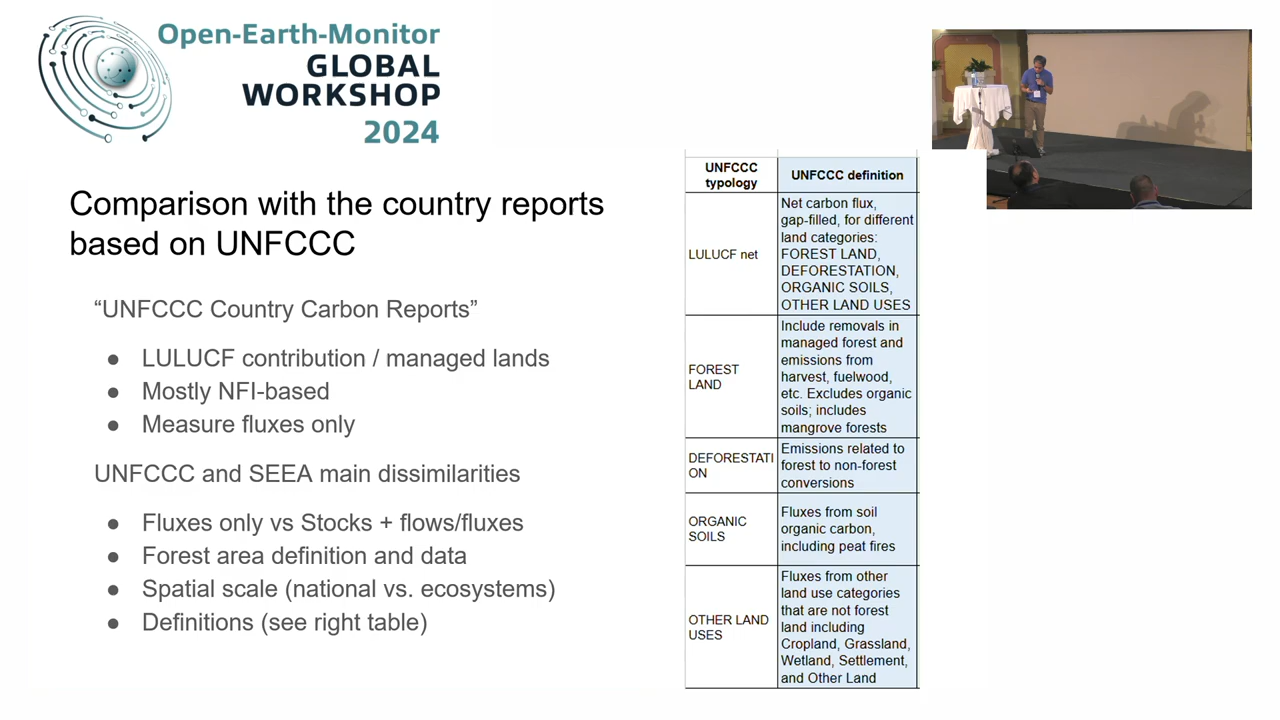 Open-Earth-Monitor
GLOBAL
WORKSHOP
2024
Comparison with the country reports
based on UNFCCC
“UNFCCC Country Carbon Reports”
● LULUCF contribution / managed lands
● Mostly NFI-based
● Measure fluxes only
UNFCCC and SEEA main dissimilarities
● Fluxes only vs Stocks + flows/fluxes
● Forest area definition and data
● Spatial scale (national vs. ecosystems)
● Definitions (see right table)
UNFCCC
typology
UNFCCC definition
LULUCF net
Net carbon flux,
gap-filled, for different
land categories:
FOREST LAND,
DEFORESTATION,
ORGANIC SOILS,
OTHER LAND USES
FOREST
LAND
Include removals in
managed forest and
emissions from
harvest, fuelwood,
etc. Excludes organic
soils; includes
mangrove forests
DEFORESTATI
ON
Emissions related to
forest to non-forest
conversions
ORGANIC
SOILS
Fluxes from soil
organic carbon,
including peat fires
OTHER LAND
USES
Fluxes from other
land use categories
that are not forest
land including
Cropland, Grassland,
Wetland, Settlement,
and Other Land